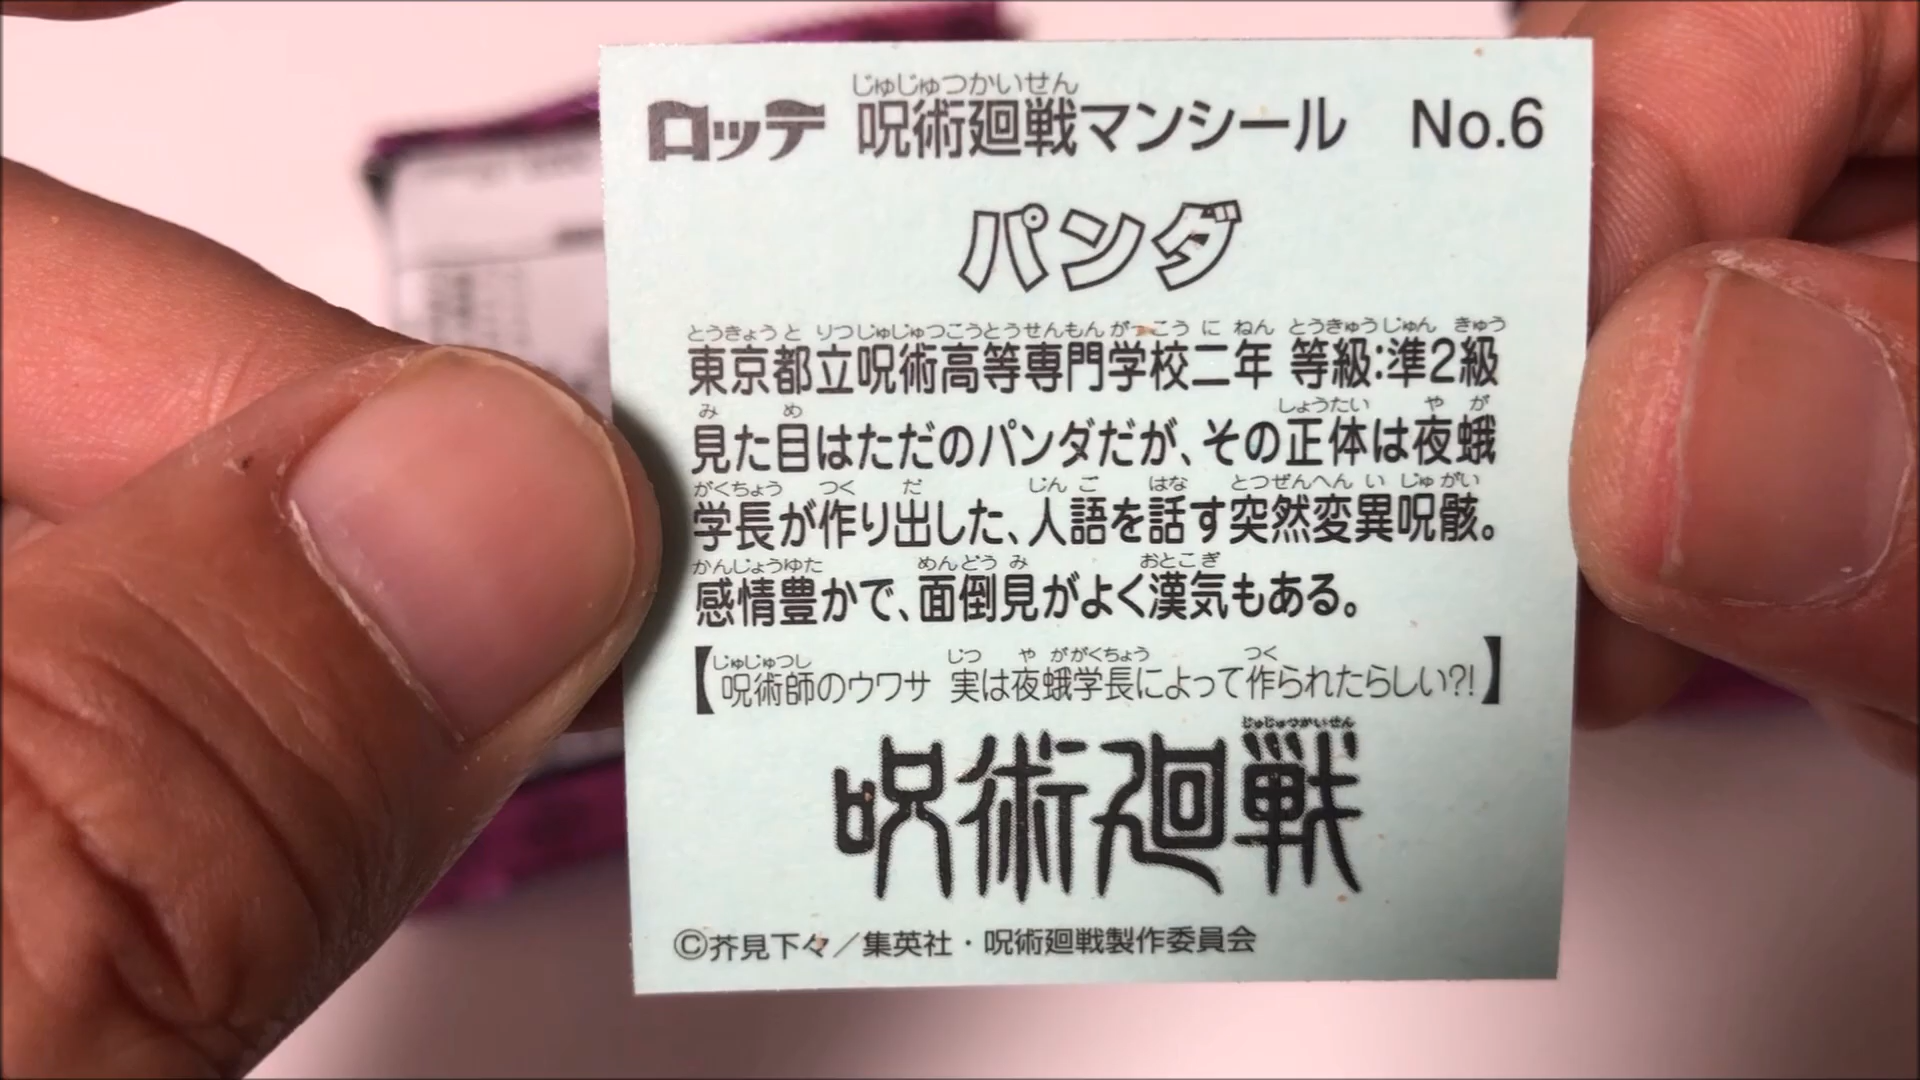 じゅじゅつかいせん
ロッテ 呪術廻戦マンシール No.6
パンダ
とうきょうと りつじゅじゅつこうとうせんもん がっこう に ねん とうきゅう じゅん きゅう
東京都立呪術高等専門学校二年 等級:準2級
み め しょうたい や が
見た目はただのパンダだが、その正体は夜蛾
がくちょう つく だ じん ご はな とつぜんへん い じゅ がい
学長が作り出した、人語を話す突然変異呪骸。
かんじょうゆた めんどう み おとこぎ
感情豊かで、面倒見がよく漢気もある。
じゅじゅつし じつ や ががくちょう つく
【呪術師のウワサ 実は夜蛾学長によって作られたらしい?!】
じゅじゅつかいせん
呪術廻戦
©芥見下々／集英社・呪術廻戦製作委員会